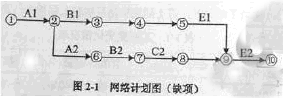 A1 B1 E1
① ② ③ ④ ⑤
A2 B2 C2 E2
⑥ ⑦ ⑧ ⑨ ⑩
图 2-1 网络计划图（缺项）